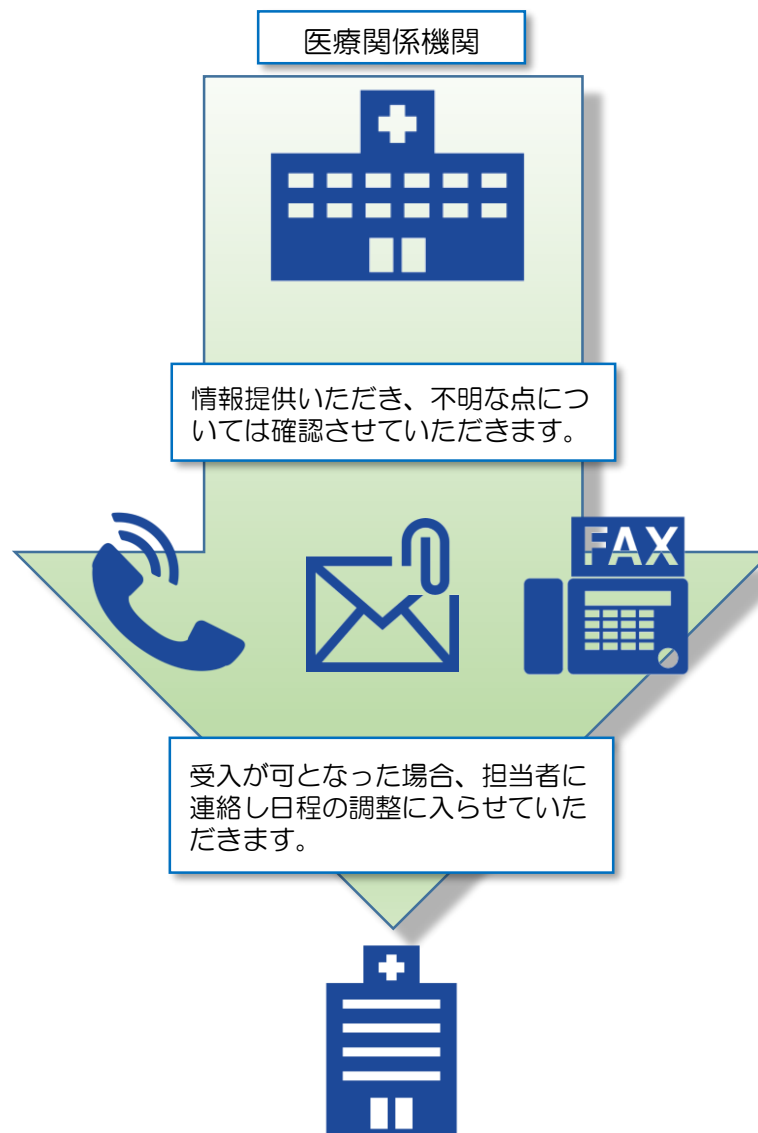 医療関係機関
情報提供いただき、不明な点につ
いては確認させていただきます。
FAX
受入が可となった場合、担当者に
連絡し日程の調整に入らせていた
だきます。